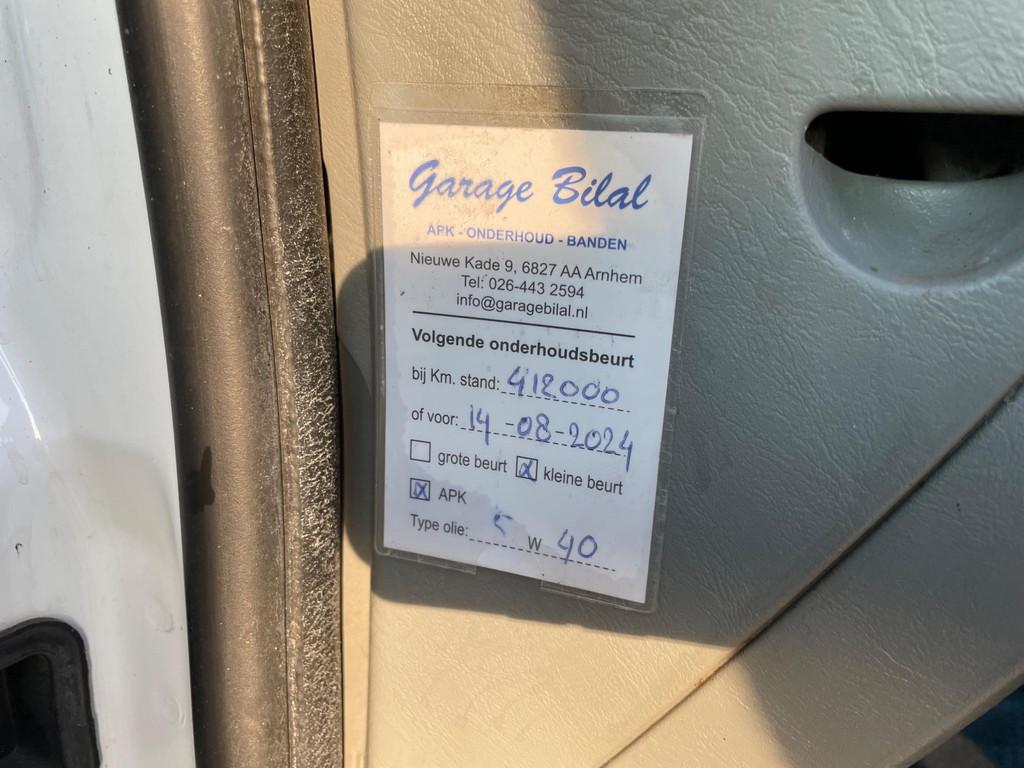 Garage Bilal
APK - ONDERHOUD - BANDEN
Nieuwe Kade 9, 6827 AA Arnhem
Tel: 026-443 2594
info@garagebilal.nl
Volgende onderhoudsbeurt
bij Km. stand: 412000
of voor: 14-08-2024
grote beurt x kleine beurt
x APK
Type olie: 5 W 40